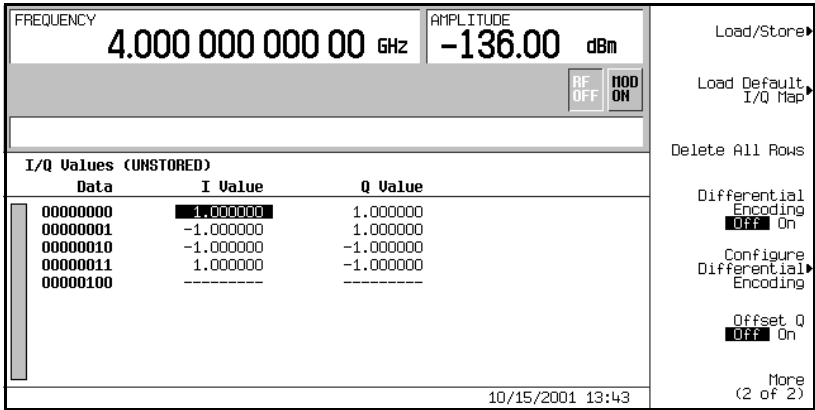 FREQUENCY
4.000 000 000 00 GHz
AMPLITUDE
-136.00 dBm
RF OFF
MOD ON
I/Q Values (UNSTORED)
Data I Value Q Value
00000000 1.000000 1.000000
00000001 -1.000000 1.000000
00000010 -1.000000 -1.000000
00000011 1.000000 -1.000000
00000100 --------- ---------
10/15/2001 13:43
Load/Store
Load Default
I/Q Map
Delete All Rows
Differential
Encoding
Off On
Configure
Differential
Encoding
Offset Q
Off On
More
(2 of 2)